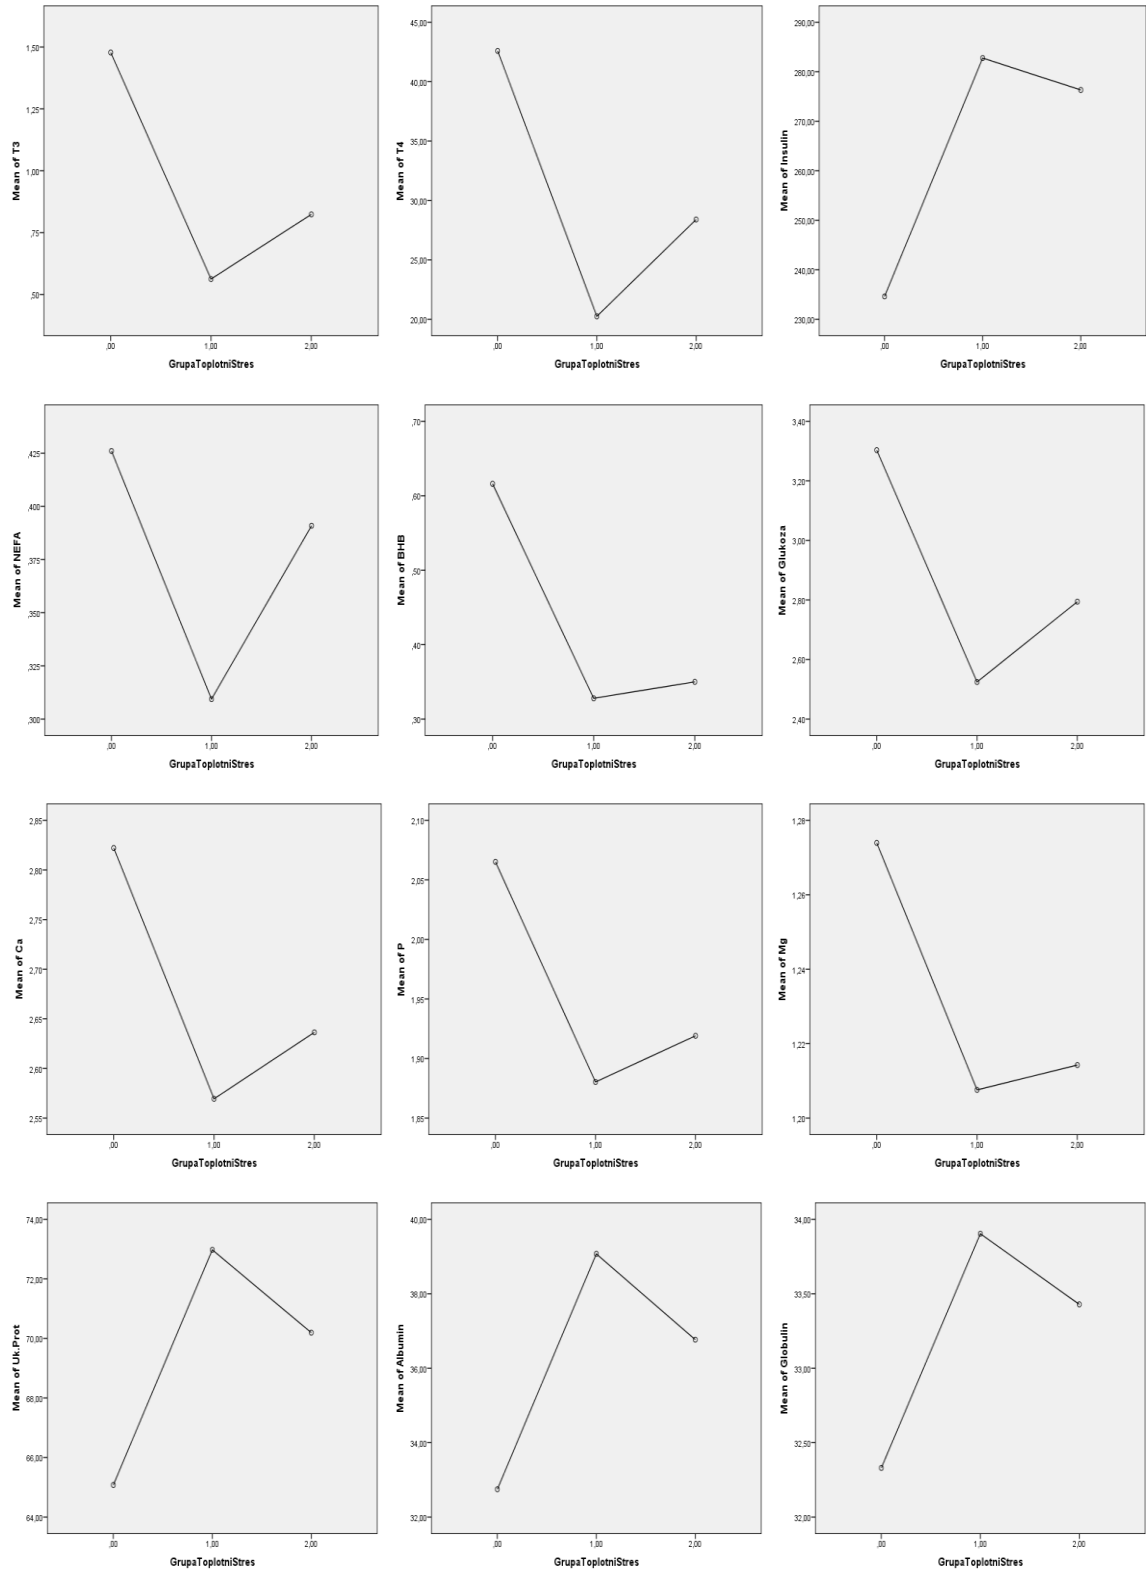 Mean of T3
1,50
1,25
1,00
,75
,50
,00 1,00 2,00
GrupaToplotniStres
Mean of T4
45,00
40,00
35,00
30,00
25,00
20,00
,00 1,00 2,00
GrupaToplotniStres
Mean of Insulin
290,00
280,00
270,00
260,00
250,00
240,00
230,00
,00 1,00 2,00
GrupaToplotniStres
Mean of NEFA
,425
,400
,375
,350
,325
,300
,00 1,00 2,00
GrupaToplotniStres
Mean of BHB
,70
,60
,50
,40
,30
,00 1,00 2,00
GrupaToplotniStres
Mean of Glukoza
3,40
3,20
3,00
2,80
2,60
2,40
,00 1,00 2,00
GrupaToplotniStres
Mean of Ca
2,85
2,80
2,75
2,70
2,65
2,60
2,55
,00 1,00 2,00
GrupaToplotniStres
Mean of P
2,10
2,05
2,00
1,95
1,90
1,85
,00 1,00 2,00
GrupaToplotniStres
Mean of Mg
1,28
1,26
1,24
1,22
1,20
,00 1,00 2,00
GrupaToplotniStres
Mean of Uk.Prot
74,00
72,00
70,00
68,00
66,00
64,00
,00 1,00 2,00
GrupaToplotniStres
Mean of Albumin
40,00
38,00
36,00
34,00
32,00
,00 1,00 2,00
GrupaToplotniStres
Mean of Globulin
34,00
33,50
33,00
32,50
32,00
,00 1,00 2,00
GrupaToplotniStres